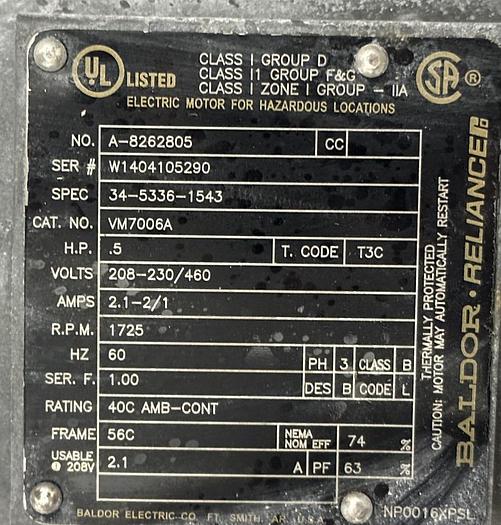 UL LISTED
CLASS I GROUP D
CLASS I1 GROUP F&G
CLASS I ZONE I GROUP - IIA
SA ®
ELECTRIC MOTOR FOR HAZARDOUS LOCATIONS
NO. A-8262805 CC
SER # W1404105290
SPEC 34-5336-1543
CAT. NO. VM7006A
H.P. .5 T. CODE T3C
VOLTS 208-230/460
AMPS 2.1-2/1
R.P.M. 1725
HZ 60 PH 3 CLASS B
SER. F. 1.00 DES B CODE L
RATING 40C AMB-CONT
FRAME 56C NEMA NOM EFF 74 %
USABLE @ 208V 2.1 A PF 63 %
BALDOR ELECTRIC CO. FT. SMITH, AR. U.S.A.
NP0016XPSL
THERMALLY PROTECTED
CAUTION: MOTOR MAY AUTOMATICALLY RESTART
BALDOR · RELIANCER